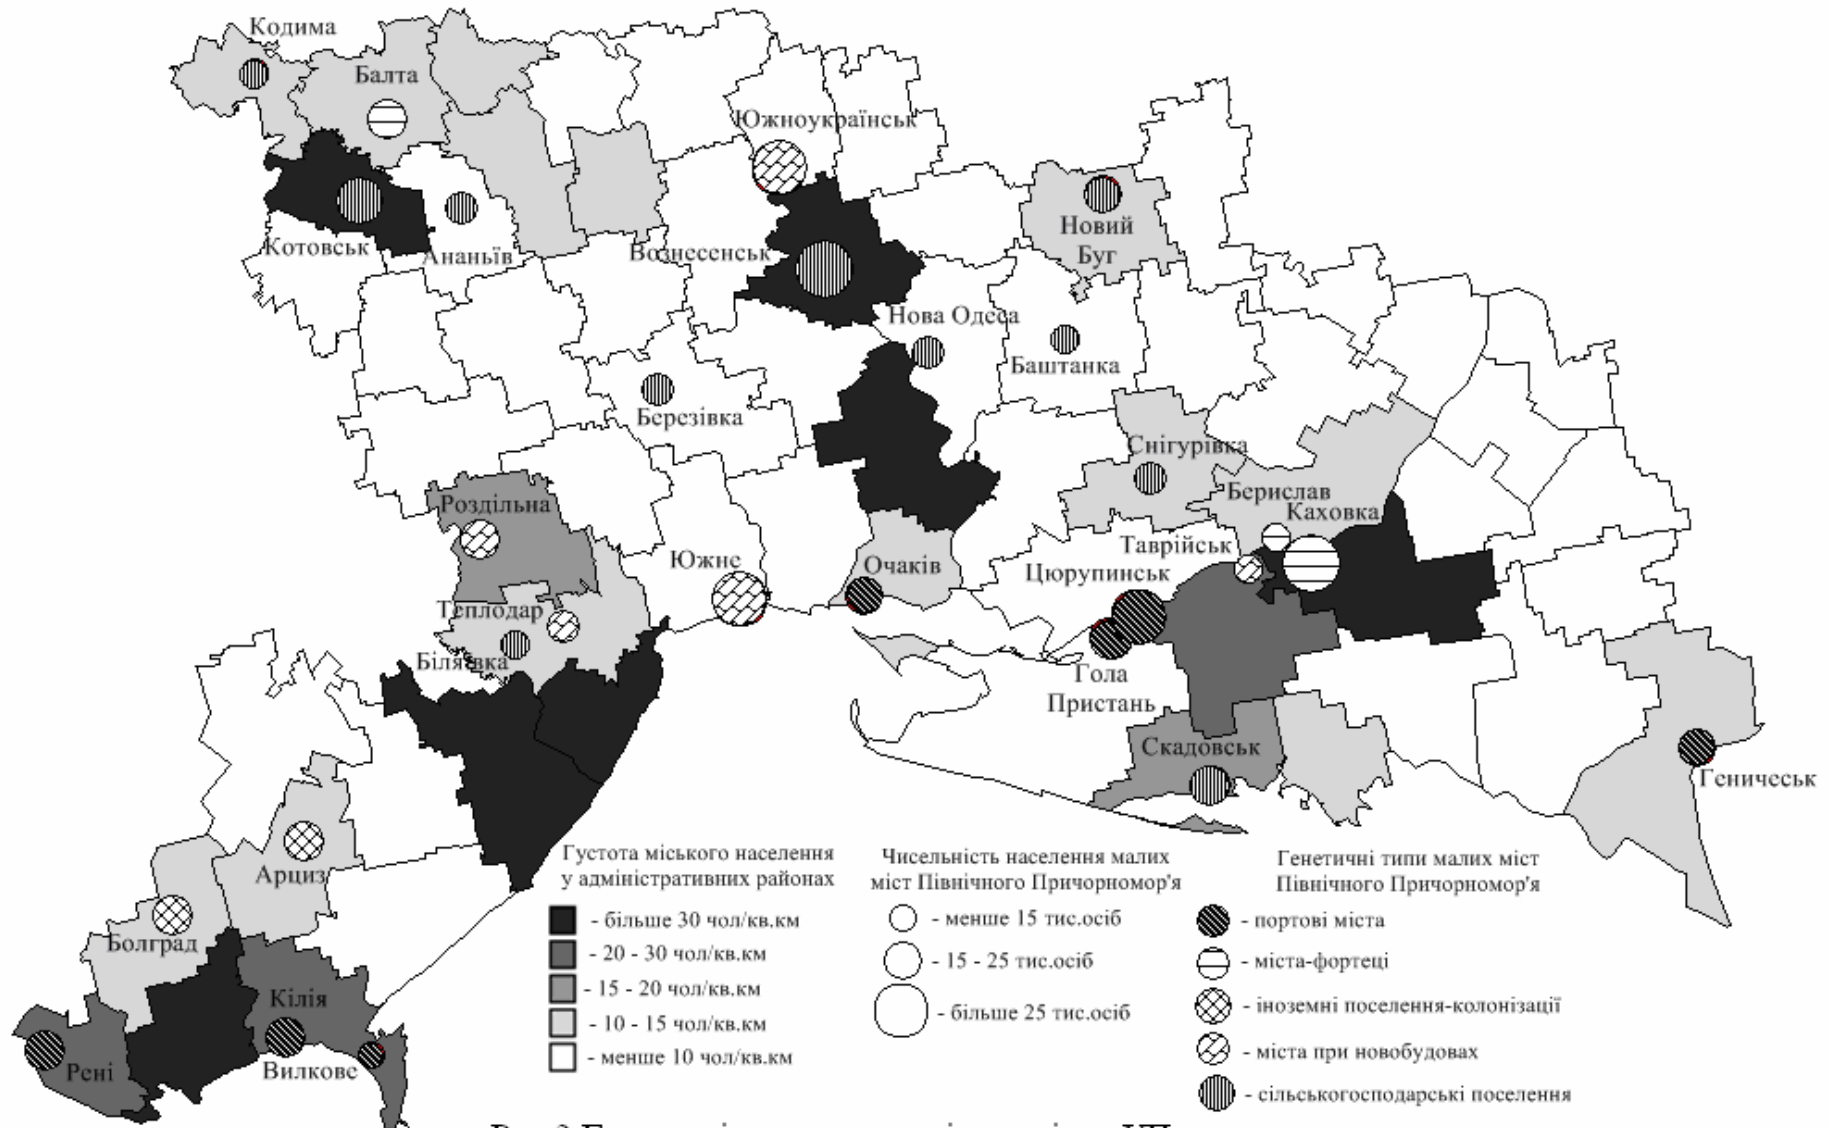 Кодима
Балта
Южноукраїнськ
Котовськ
Ананьїв
Вознесенськ
Новий
Буг
Нова Одеса
Баштанка
Березівка
Снігурівка
Берислав
Каховка
Роздільна
Южне
Очаків
Таврійськ
Цюрупинськ
Теплодар
Біляївка
Гола
Пристань
Скадовськ
Геничеськ
Арциз
Болград
Кілія
Рені
Вилкове
Густота міського населення
у адміністративних районах
- більше 30 чол/кв.км
- 20 - 30 чол/кв.км
- 15 - 20 чол/кв.км
- 10 - 15 чол/кв.км
- менше 10 чол/кв.км
Чисельність населення малих
міст Північного Причорномор'я
- менше 15 тис.осіб
- 15 - 25 тис.осіб
- більше 25 тис.осіб
Генетичні типи малих міст
Північного Причорномор'я
- портові міста
- міста-фортеці
- іноземні поселення-колонізації
- міста при новобудовах
- сільськогосподарські поселення